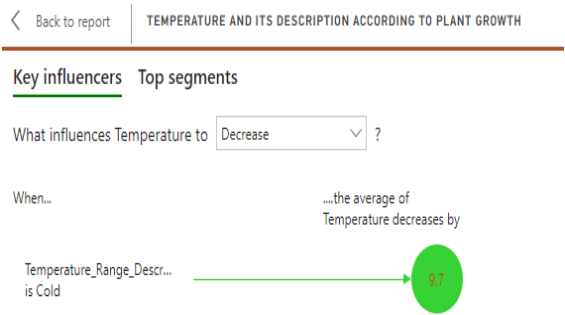 Back to report
TEMPERATURE AND ITS DESCRIPTION ACCORDING TO PLANT GROWTH
Key influencers Top segments
What influences Temperature to Decrease ?
When...
....the average of
Temperature decreases by
Temperature_Range_Descr...
is Cold
9.7